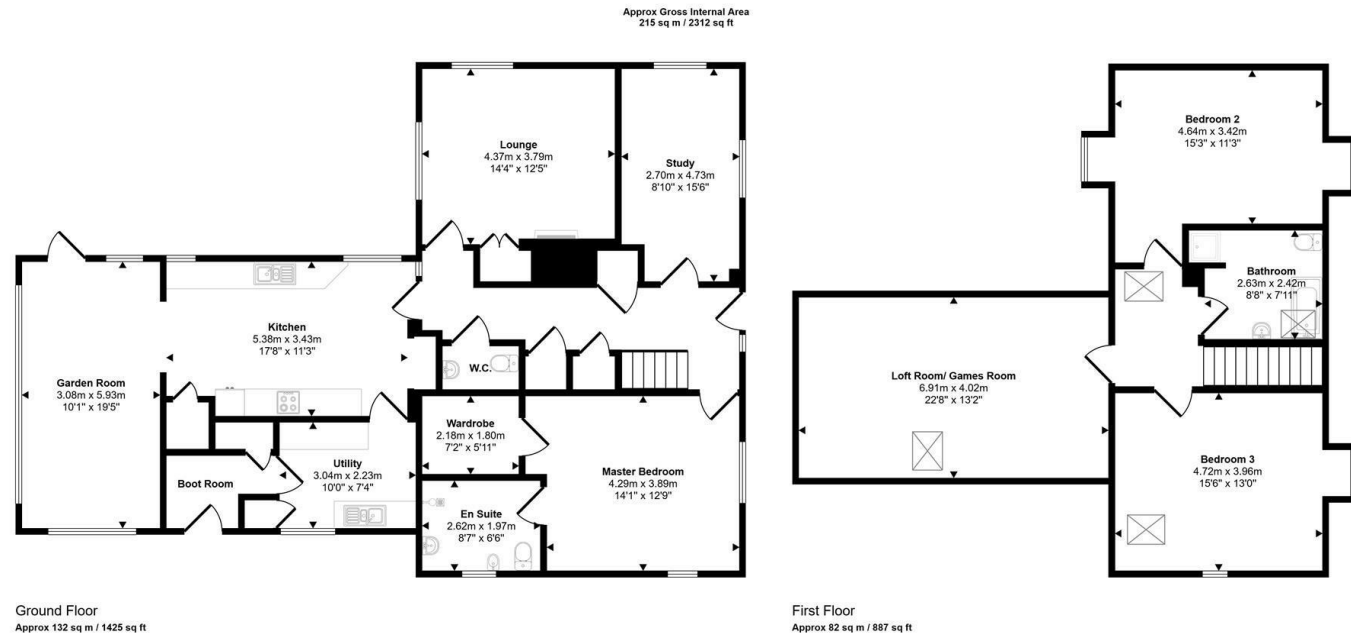 Approx Gross Internal Area
215 sq m / 2312 sq ft
Lounge
4.37m x 3.79m
14'4" x 12'5"
Study
2.70m x 4.73m
8'10" x 15'6"
Kitchen
5.38m x 3.43m
17'8" x 11'3"
Garden Room
3.08m x 5.93m
10'1" x 19'5"
W.C.
Wardrobe
2.18m x 1.80m
7'2" x 5'11"
Utility
3.04m x 2.23m
10'0" x 7'4"
Boot Room
En Suite
2.62m x 1.97m
8'7" x 6'6"
Master Bedroom
4.29m x 3.89m
14'1" x 12'9"
Ground Floor
Approx 132 sq m / 1425 sq ft
Bedroom 2
4.64m x 3.42m
15'3" x 11'3"
Bathroom
2.63m x 2.42m
8'8" x 7'11"
Loft Room/ Games Room
6.91m x 4.02m
22'8" x 13'2"
Bedroom 3
4.72m x 3.96m
15'6" x 13'0"
First Floor
Approx 82 sq m / 887 sq ft